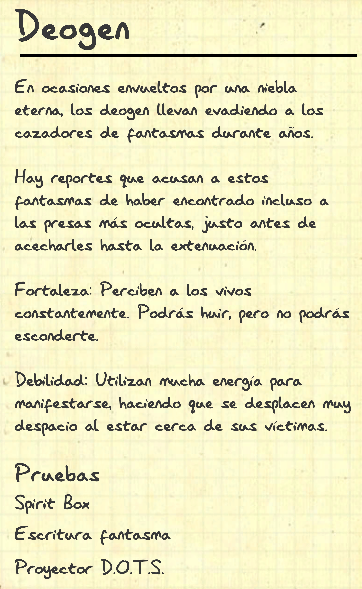 Deogen
En ocasiones envueltos por una niebla
eterna, los deogen llevan evadiendo a los
cazadores de fantasmas durante años.
Hay reportes que acusan a estos
fantasmas de haber encontrado incluso a
las presas más ocultas, justo antes de
acecharles hasta la extenuación.
Fortaleza: Perciben a los vivos
constantemente. Podrás huir, pero no podrás
esconderte.
Debilidad: Utilizan mucha energía para
manifestarse, haciendo que se desplacen muy
despacio al estar cerca de sus víctimas.
Pruebas
Spirit Box
Escritura fantasma
Proyector D.O.T.S.